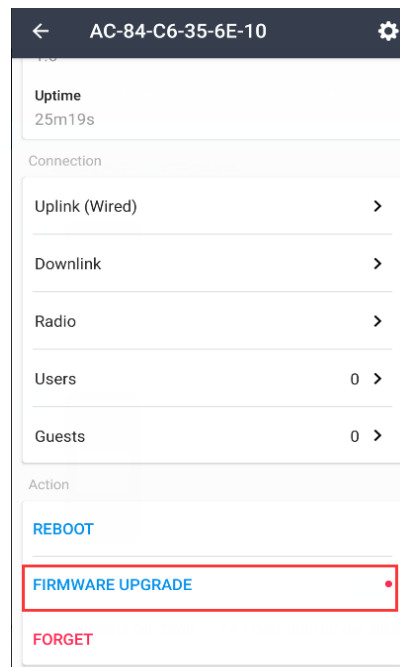 AC-84-C6-35-6E-10
Uptime
25m19s
Connection
Uplink (Wired)
Downlink
Radio
Users 0
Guests 0
Action
REBOOT
FIRMWARE UPGRADE
FORGET